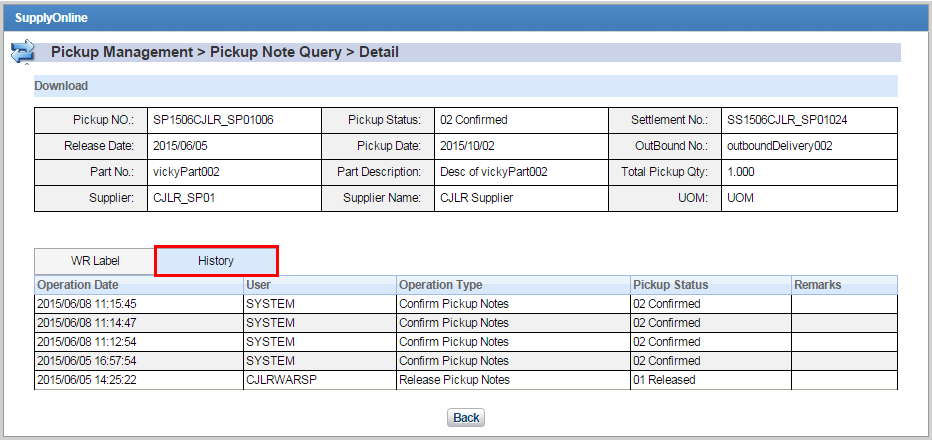 SupplyOnline
Pickup Management > Pickup Note Query > Detail
Download
Pickup NO.: SP1506CJLR_SP01006 Pickup Status: 02 Confirmed Settlement No.: SS1506CJLR_SP01024
Release Date: 2015/06/05 Pickup Date: 2015/10/02 OutBound No.: outboundDelivery002
Part No.: vickyPart002 Part Description: Desc of vickyPart002 Total Pickup Qty: 1.000
Supplier: CJLR_SP01 Supplier Name: CJLR Supplier UOM: UOM
WR Label History
Operation Date User Operation Type Pickup Status Remarks
2015/06/08 11:15:45 SYSTEM Confirm Pickup Notes 02 Confirmed
2015/06/08 11:14:47 SYSTEM Confirm Pickup Notes 02 Confirmed
2015/06/08 11:12:54 SYSTEM Confirm Pickup Notes 02 Confirmed
2015/06/05 16:57:54 SYSTEM Confirm Pickup Notes 02 Confirmed
2015/06/05 14:25:22 CJLRWARSP Release Pickup Notes 01 Released
Back